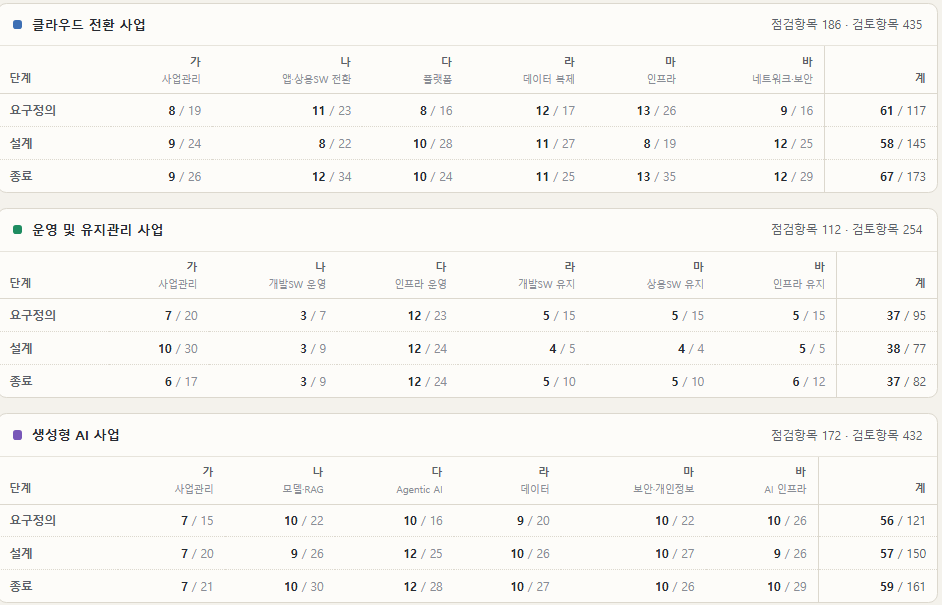 클라우드 전환 사업 점검항목 186 · 검토항목 435
단계 가 사업관리 나 앱·상용SW 전환 다 플랫폼 라 데이터 복제 마 인프라 바 네트워크·보안 계
요구정의 8 / 19 11 / 23 8 / 16 12 / 17 13 / 26 9 / 16 61 / 117
설계 9 / 24 8 / 22 10 / 28 11 / 27 8 / 19 12 / 25 58 / 145
종료 9 / 26 12 / 34 10 / 24 11 / 25 13 / 35 12 / 29 67 / 173
운영 및 유지관리 사업 점검항목 112 · 검토항목 254
단계 가 사업관리 나 개발SW 운영 다 인프라 운영 라 개발SW 유지 마 상용SW 유지 바 인프라 유지 계
요구정의 7 / 20 3 / 7 12 / 23 5 / 15 5 / 15 5 / 15 37 / 95
설계 10 / 30 3 / 9 12 / 24 4 / 5 4 / 4 5 / 5 38 / 77
종료 6 / 17 3 / 9 12 / 24 5 / 10 5 / 10 6 / 12 37 / 82
생성형 AI 사업 점검항목 172 · 검토항목 432
단계 가 사업관리 나 모델·RAG 다 Agentic AI 라 데이터 마 보안·개인정보 바 AI 인프라 계
요구정의 7 / 15 10 / 22 10 / 16 9 / 20 10 / 22 10 / 26 56 / 121
설계 7 / 20 9 / 26 12 / 25 10 / 26 10 / 27 9 / 26 57 / 150
종료 7 / 21 10 / 30 12 / 28 10 / 27 10 / 26 10 / 29 59 / 161